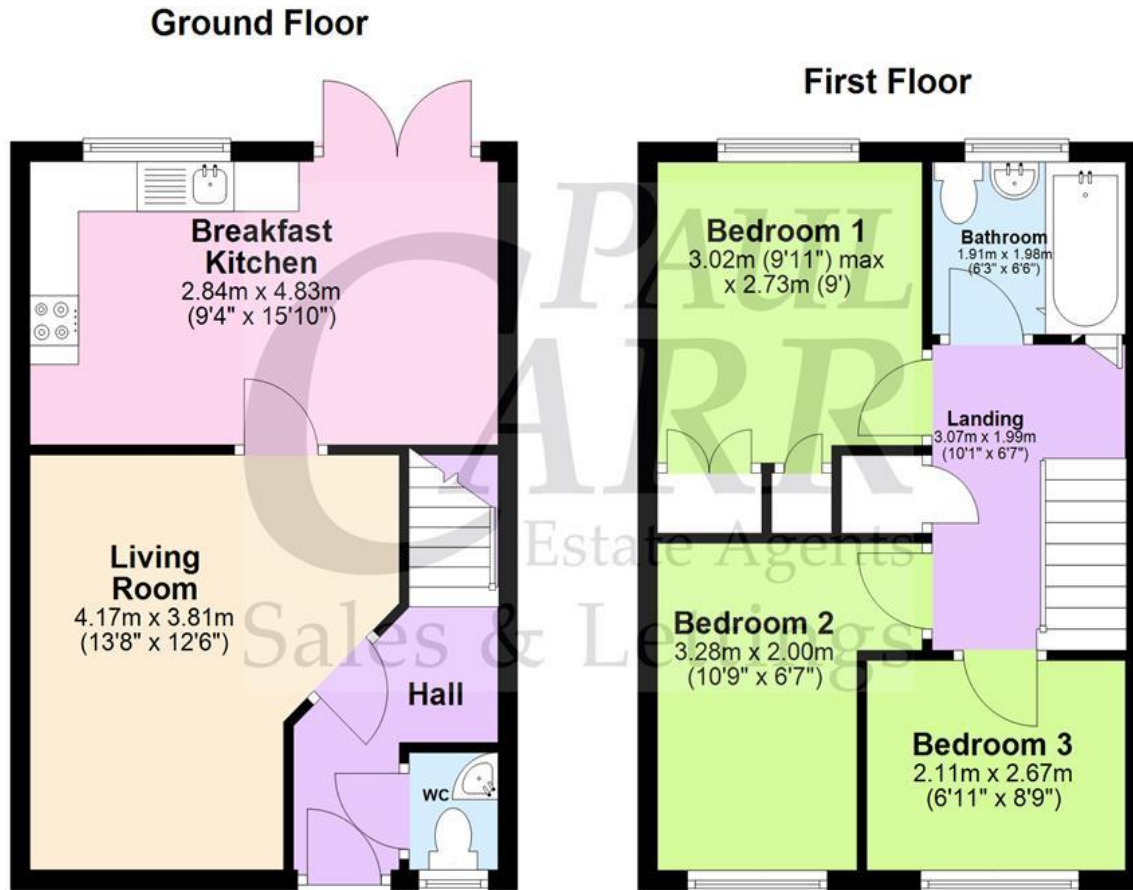 Ground Floor
Breakfast
Kitchen
2.84m x 4.83m
(9'4" x 15'10")
Living
Room
4.17m x 3.81m
(13'8" x 12'6")
Hall
WC
First Floor
Bedroom 1
3.02m (9'11") max
x 2.73m (9')
Bathroom
1.91m x 1.98m
(6'3" x 6'6")
Landing
3.07m x 1.99m
(10'1" x 6'7")
Bedroom 2
3.28m x 2.00m
(10'9" x 6'7")
Bedroom 3
2.11m x 2.67m
(6'11" x 8'9")
PAUL
CARR
Estate Agents
Sales & Lettings